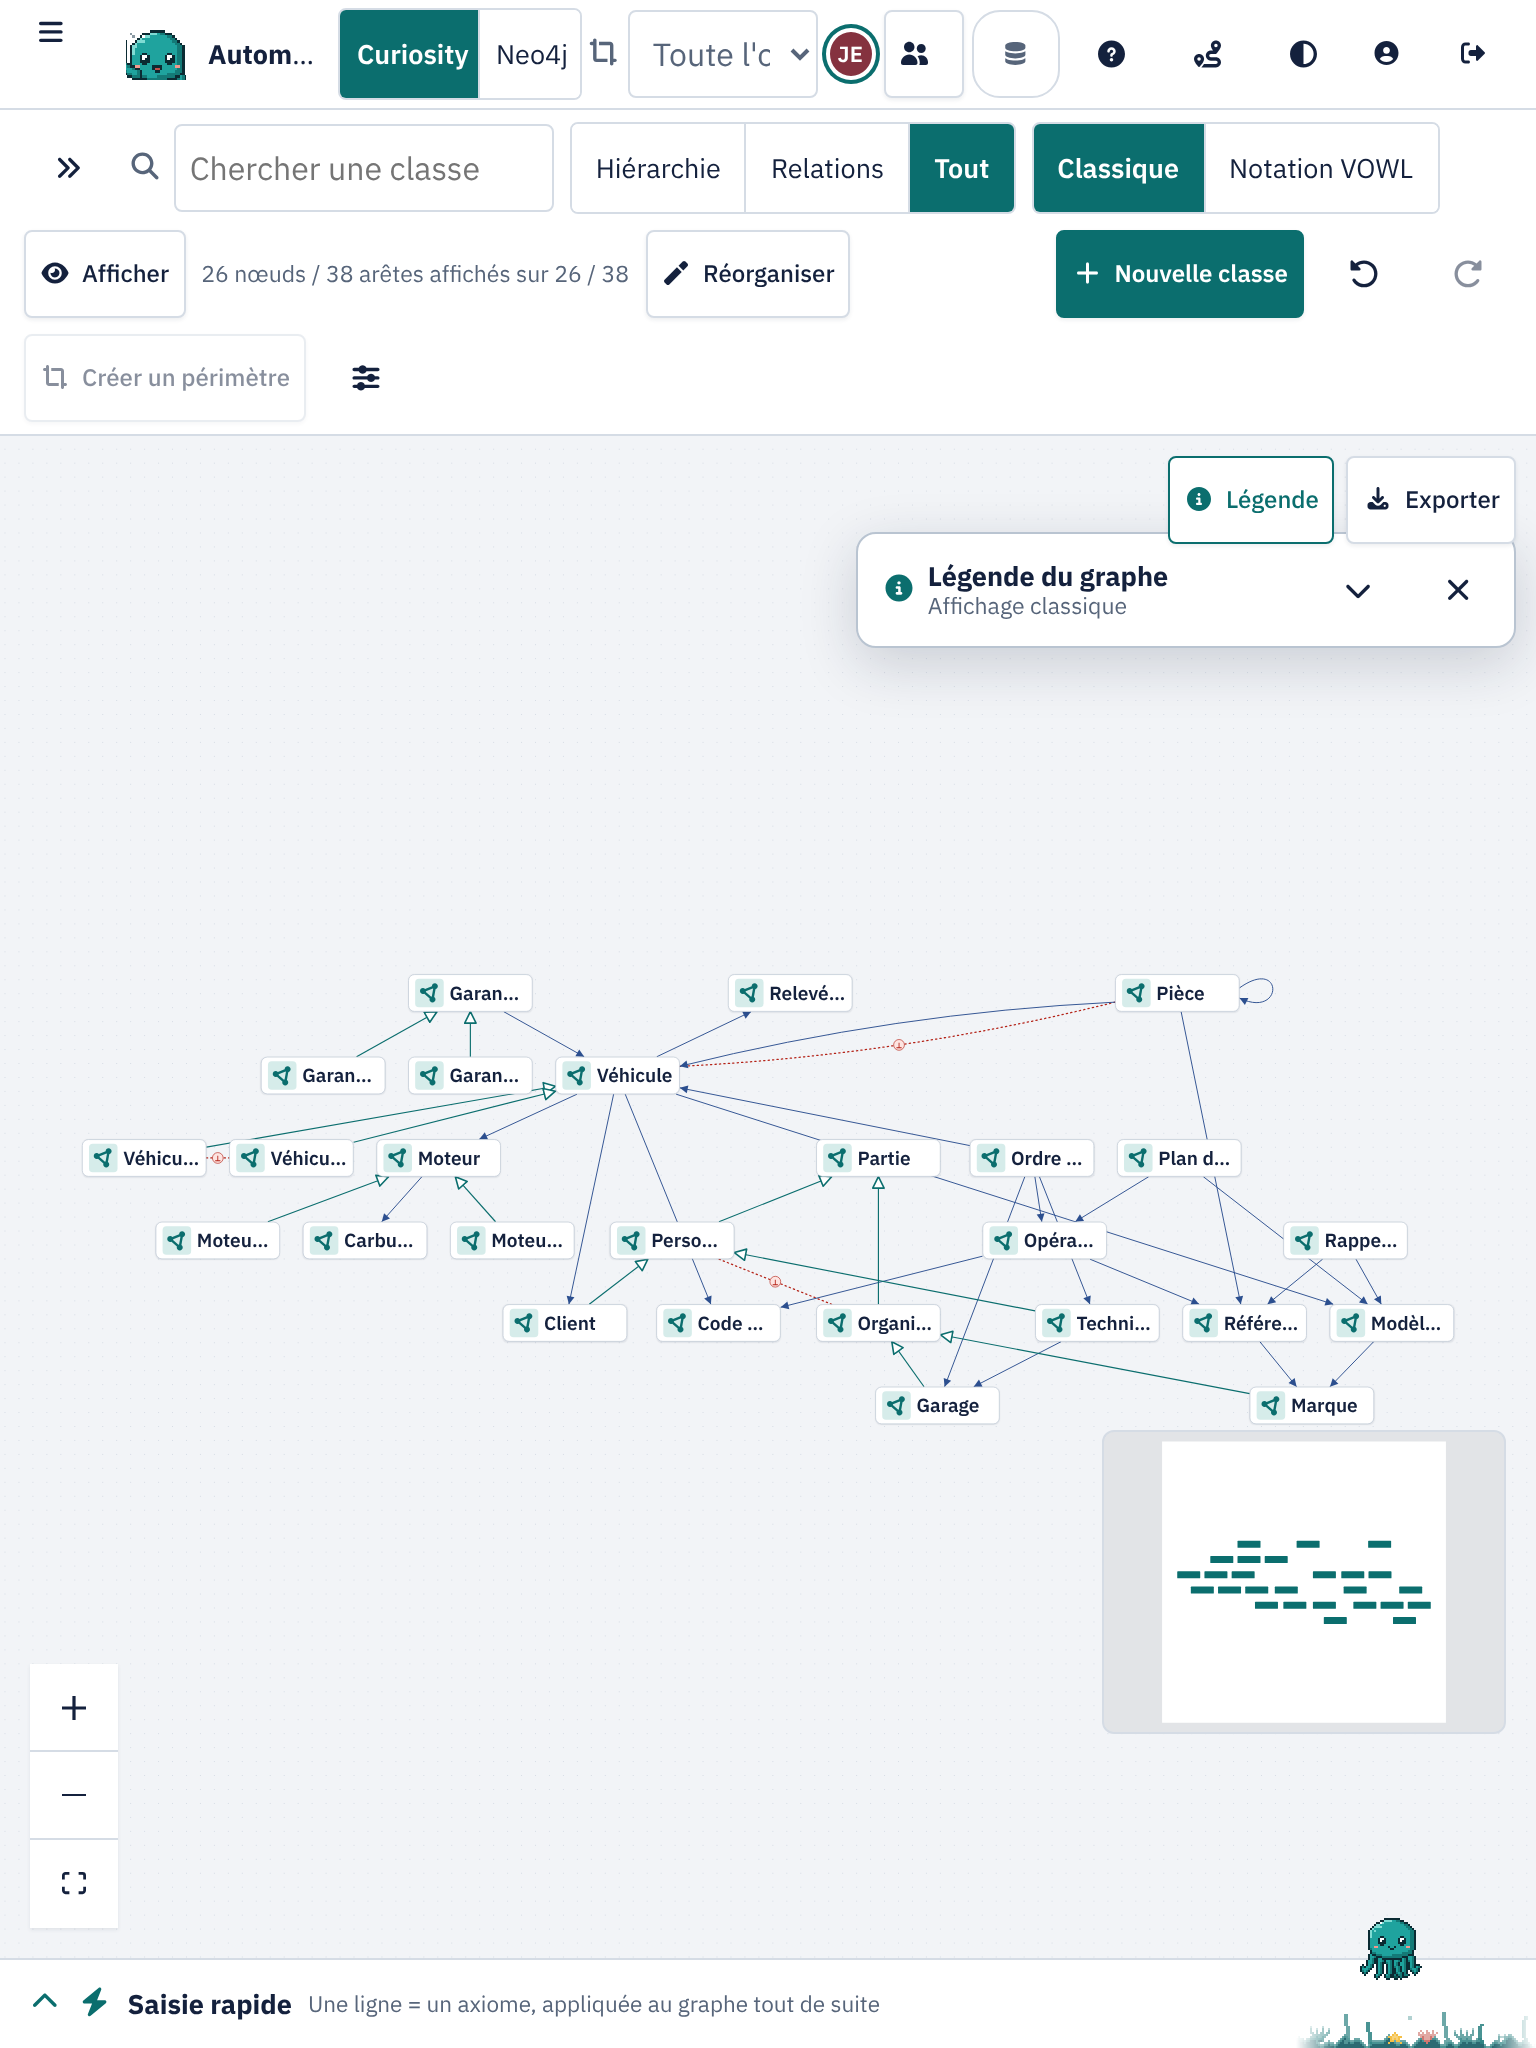 Autom...
Curiosity
Neo4j
Toute l'c
JE
Chercher une classe
Hiérarchie
Relations
Tout
Classique
Notation VOWL
Afficher
26 nœuds / 38 arêtes affichés sur 26 / 38
Réorganiser
Nouvelle classe
Créer un périmètre
Légende
Exporter
Légende du graphe
Affichage classique
Garan...
Relevé...
Pièce
Garan...
Garan...
Véhicule
Véhicu...
Véhicu...
Moteur
Partie
Ordre ...
Plan d...
Moteu...
Carbu...
Moteu...
Perso...
Opéra...
Rappe...
Client
Code ...
Organi...
Techni...
Référe...
Modèl...
Garage
Marque
Saisie rapide
Une ligne = un axiome, appliquée au graphe tout de suite